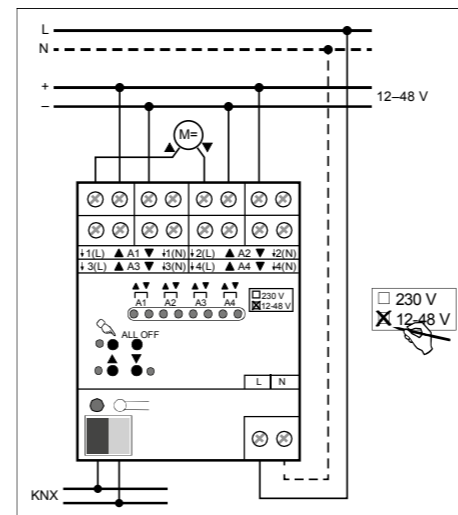 L
N
+
–
12–48 V
M=
▲ ▼
↓1(L) ▲ A1 ▼ ↓1(N) ↓2(L) ▲ A2 ▼ ↓2(N)
↓3(L) ▲ A3 ▼ ↓3(N) ↓4(L) ▲ A4 ▼ ↓4(N)
▲▼ ▲▼ ▲▼ ▲▼
A1 A2 A3 A4
230 V
12-48 V
230 V
12-48 V
ALL OFF
▲ ▼
L N
KNX